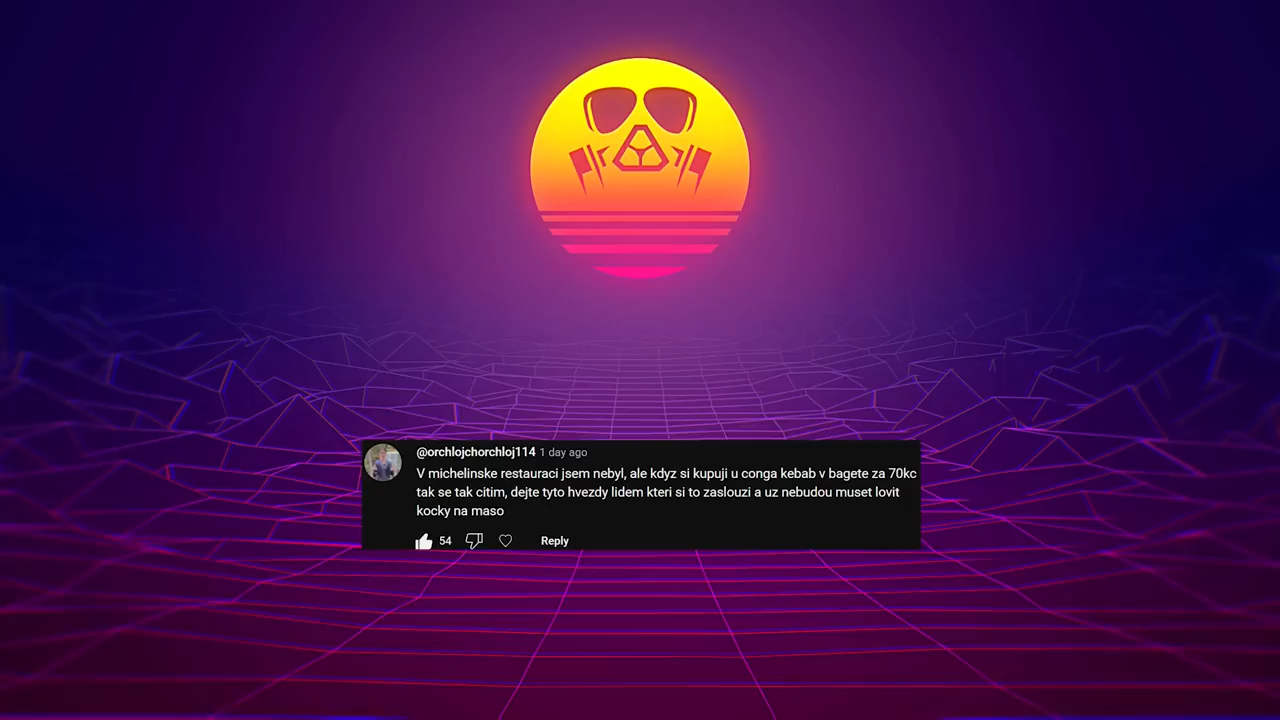 @orchlojchorchloj114 1 day ago
V michelinske restauraci jsem nebyl, ale kdyz si kupuji u conga kebab v bagete za 70kc
tak se tak citim, dejte tyto hvezdy lidem kteri si to zaslouzi a uz nebudou muset lovit
kocky na maso
54 Reply